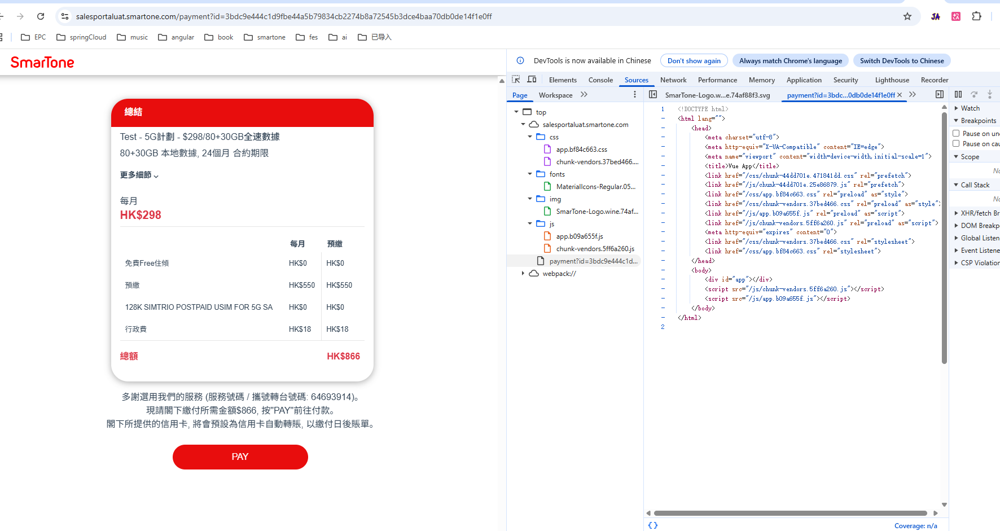 salesportaluat.smartone.com/payment?id=3bdc9e444c1d9fbe44a5b79834cb2274b8a72545b3dce4baa70db0de14f1e0ff
EPC springCloud music angular book smartone fes ai 已导入
SmarTone
總結
Test - 5G計劃 - $298/80+30GB全速數據
80+30GB 本地數據, 24個月 合約期限
更多細節
每月
HK$298
每月 預繳
免費Free住傾 HK$0 HK$0
預繳 HK$550 HK$550
128K SIMTRIO POSTPAID USIM FOR 5G SA HK$0 HK$0
行政費 HK$18 HK$18
總額 HK$866
多謝選用我們的服務 (服務號碼 / 攜號轉台號碼: 64693914)。
現請閣下繳付所需金額$866, 按"PAY"前往付款。
閣下所提供的信用卡, 將會預設為信用卡自動轉賬, 以繳付日後賬單。
PAY
DevTools is now available in Chinese Don't show again Always match Chrome's language Switch DevTools to Chinese
Elements Console Sources Network Performance Memory Application Security Lighthouse Recorder
Page Workspace
top
salesportaluat.smartone.com
css
app.bf84c663.css
chunk-vendors.37bed466....
fonts
MaterialIcons-Regular.05...
img
SmarTone-Logo.wine.74af...
js
app.b09a655f.js
chunk-vendors.5ff6a260.js
payment?id=3bdc9e444c1d...
webpack://
SmarTone-Logo.w...e.74af88f3.svg payment?id=3bdc...0db0de14f1e0ff
1 <!DOCTYPE html>
- <html lang="">
- <head>
- <meta charset="utf-8">
- <meta http-equiv="X-UA-Compatible" content="IE=edge">
- <meta name="viewport" content="width=device-width,initial-scale=1">
- <title>Vue App</title>
- <link href="/css/chunk-44dd701e.471841dd.css" rel="prefetch">
- <link href="/js/chunk-44dd701e.25e86879.js" rel="prefetch">
- <link href="/css/app.bf84c663.css" rel="preload" as="style">
- <link href="/css/chunk-vendors.37bed466.css" rel="preload" as="style">
- <link href="/js/app.b09a655f.js" rel="preload" as="script">
- <link href="/js/chunk-vendors.5ff6a260.js" rel="preload" as="script">
- <meta http-equiv="expires" content="0">
- <link href="/css/chunk-vendors.37bed466.css" rel="stylesheet">
- <link href="/css/app.bf84c663.css" rel="stylesheet">
- </head>
- <body>
- <div id="app"></div>
- <script src="/js/chunk-vendors.5ff6a260.js"></script>
- <script src="/js/app.b09a655f.js"></script>
- </body>
- </html>
2
{} Coverage: n/a
Watch
Breakpoints
Pause on un
Pause on cau
Scope
No
Call Stack
No
XHR/fetch Br
DOM Breakp
Global Listen
Event Listene
CSP Violation